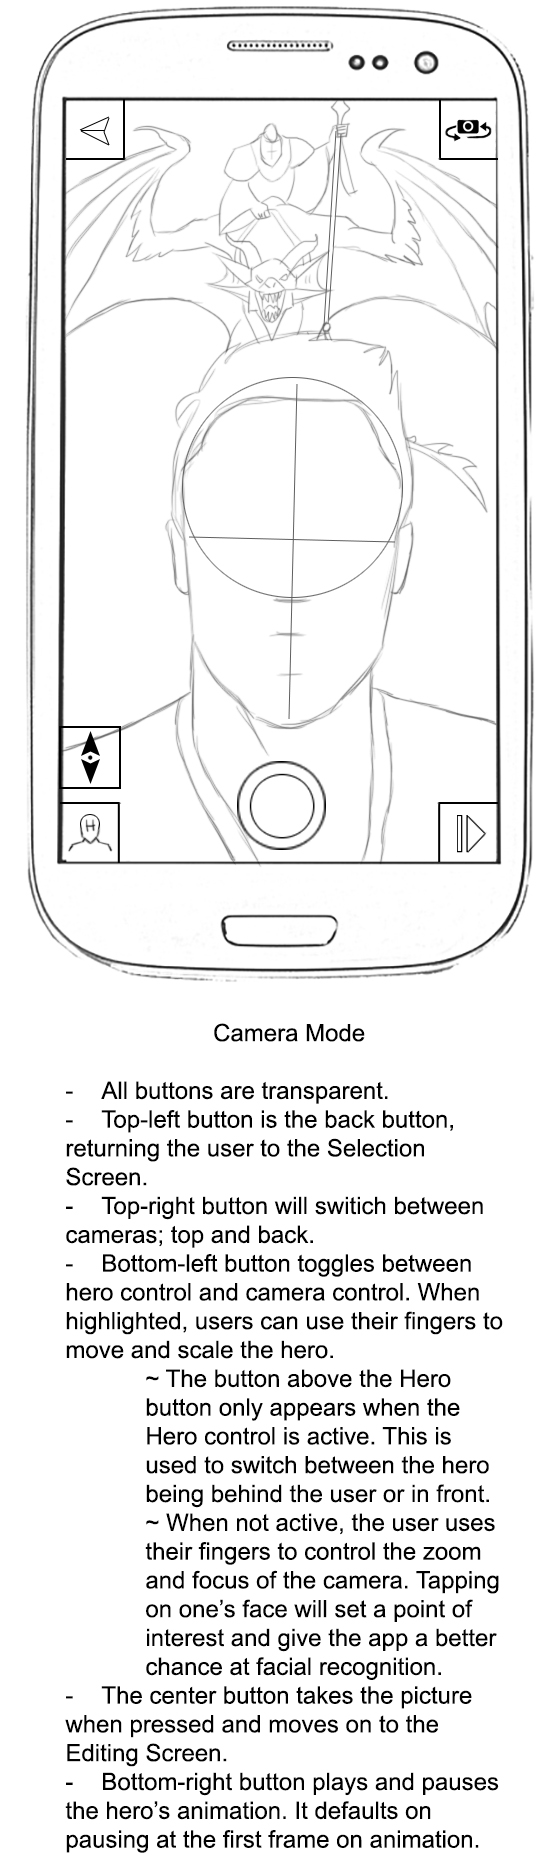 H
Camera Mode
- All buttons are transparent.
- Top-left button is the back button,
returning the user to the Selection
Screen.
- Top-right button will switich between
cameras; top and back.
- Bottom-left button toggles between
hero control and camera control. When
highlighted, users can use their fingers to
move and scale the hero.
~ The button above the Hero
button only appears when the
Hero control is active. This is
used to switch between the hero
being behind the user or in front.
~ When not active, the user uses
their fingers to control the zoom
and focus of the camera. Tapping
on one’s face will set a point of
interest and give the app a better
chance at facial recognition.
- The center button takes the picture
when pressed and moves on to the
Editing Screen.
- Bottom-right button plays and pauses
the hero’s animation. It defaults on
pausing at the first frame on animation.